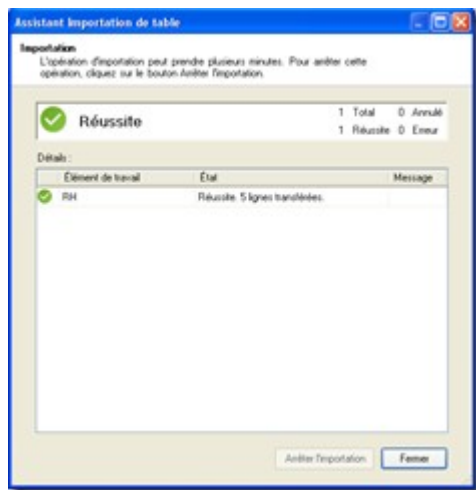 Assistant Importation de table
Importation
L'opération d'importation peut prendre plusieurs minutes. Pour arrêter cette
opération, cliquez sur le bouton Arrêter l'importation.
Réussite
1 Total 0 Annulé
1 Réussite 0 Erreur
Détails :
Élément de travail État Message
RH Réussite. 5 lignes transférées.
Arrêter l'importation Fermer